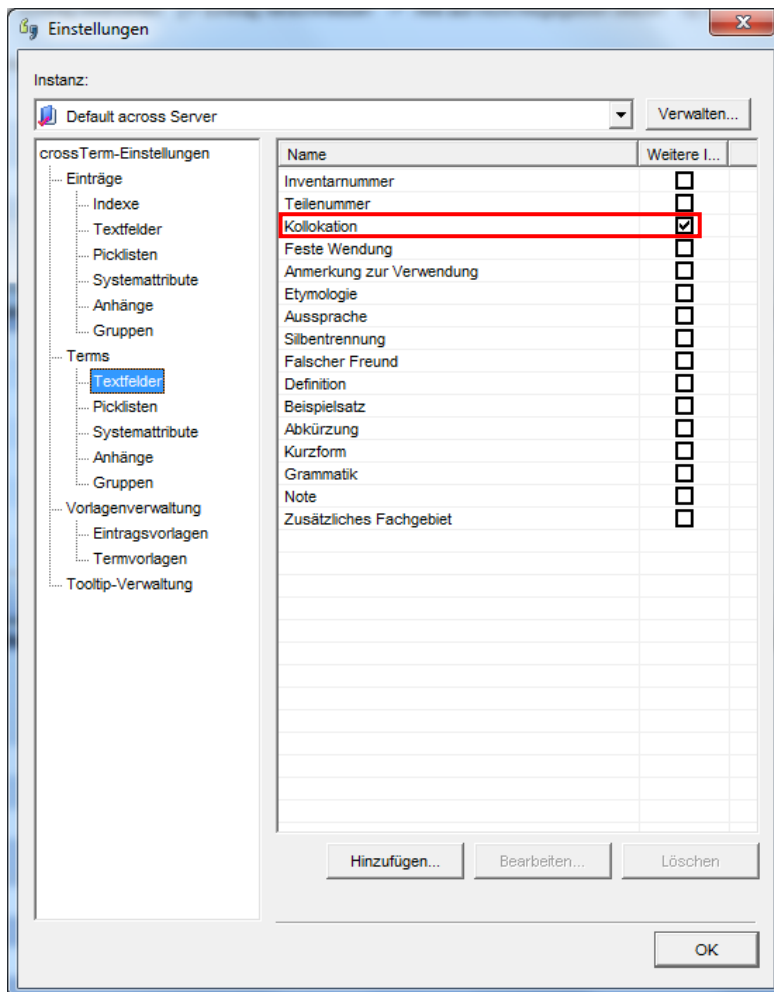 Einstellungen
Instanz:
Default across Server
Verwalten...
crossTerm-Einstellungen
Einträge
Indexe
Textfelder
Picklisten
Systemattribute
Anhänge
Gruppen
Terms
Textfelder
Picklisten
Systemattribute
Anhänge
Gruppen
Vorlagenverwaltung
Eintragsvorlagen
Termvorlagen
Tooltip-Verwaltung
Name
Weitere I...
Inventarnummer
Teilenummer
Kollokation
Feste Wendung
Anmerkung zur Verwendung
Etymologie
Aussprache
Silbentrennung
Falscher Freund
Definition
Beispielsatz
Abkürzung
Kurzform
Grammatik
Note
Zusätzliches Fachgebiet
Hinzufügen...
Bearbeiten...
Löschen
OK